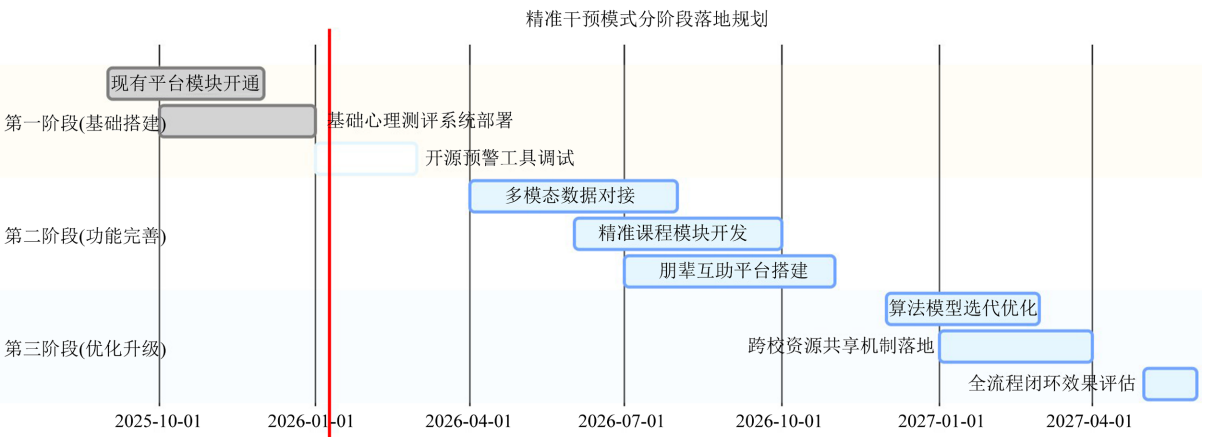 精准干预模式分阶段落地规划
现有平台模块开通
第一阶段(基础搭建)
基础心理测评系统部署
开源预警工具调试
多模态数据对接
第二阶段(功能完善)
精准课程模块开发
朋辈互助平台搭建
算法模型迭代优化
第三阶段(优化升级)
跨校资源共享机制落地
全流程闭环效果评估
2025-10-01 2026-01-01 2026-04-01 2026-07-01 2026-10-01 2027-01-01 2027-04-01